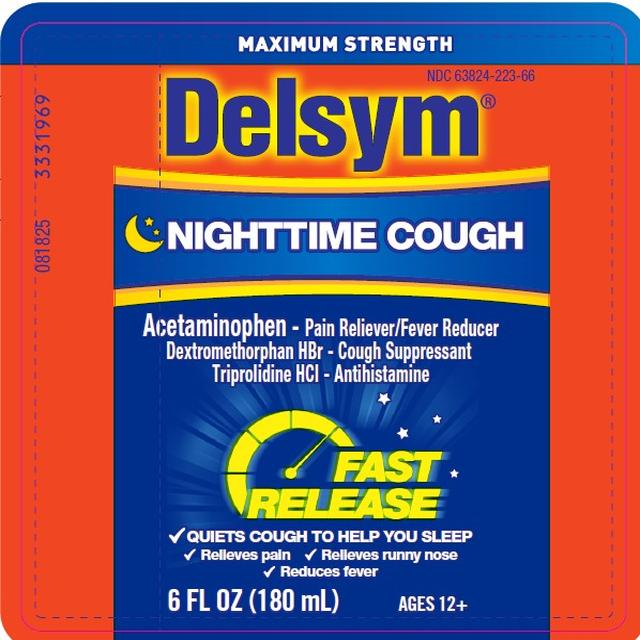 MAXIMUM STRENGTH
NDC 63824-223-66
Delsym®
NIGHTTIME COUGH
Acetaminophen - Pain Reliever/Fever Reducer
Dextromethorphan HBr - Cough Suppressant
Triprolidine HCl - Antihistamine
FAST
RELEASE
✓QUIETS COUGH TO HELP YOU SLEEP
✓ Relieves pain ✓ Relieves runny nose
✓ Reduces fever
6 FL OZ (180 mL) AGES 12+
081825 3331969